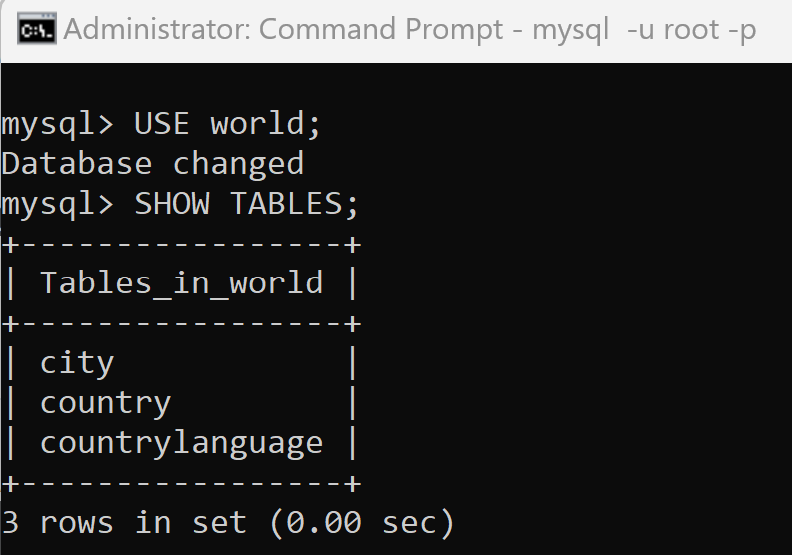 Administrator: Command Prompt - mysql  -u root -p
mysql> USE world;
Database changed
mysql> SHOW TABLES;
+-----------------+
| Tables_in_world |
+-----------------+
| city            |
| country         |
| countrylanguage |
+-----------------+
3 rows in set (0.00 sec)